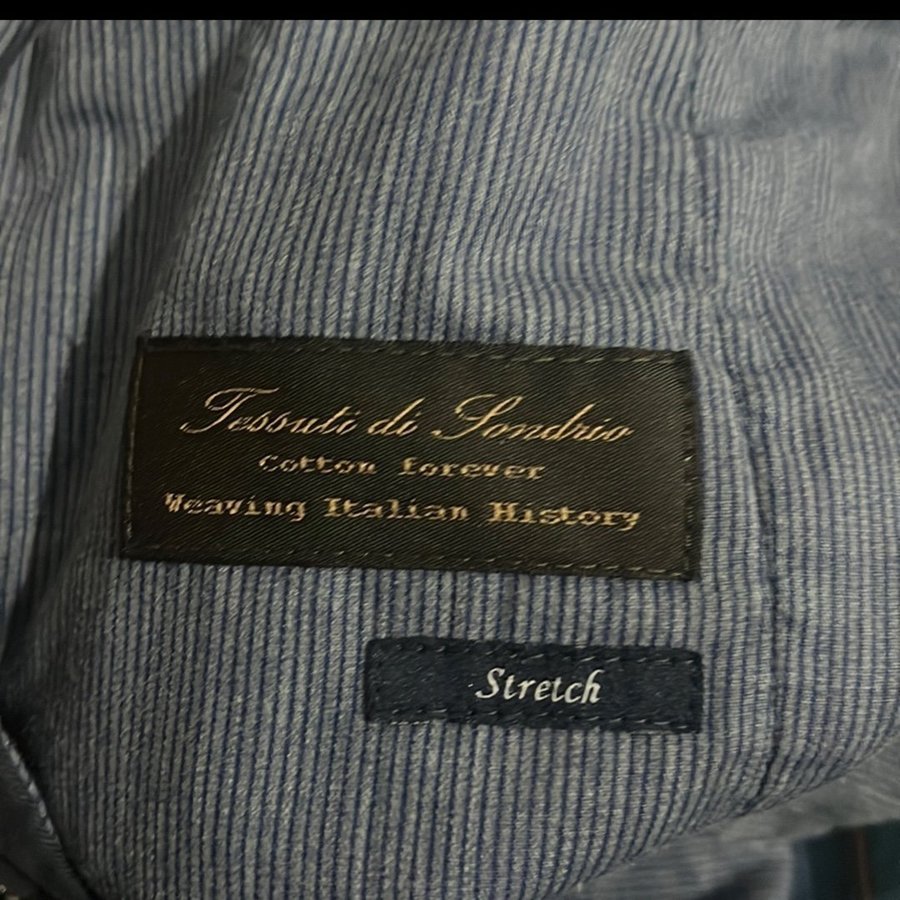 Tessuti di Sondrio
Cotton forever
Weaving Italian History
Stretch